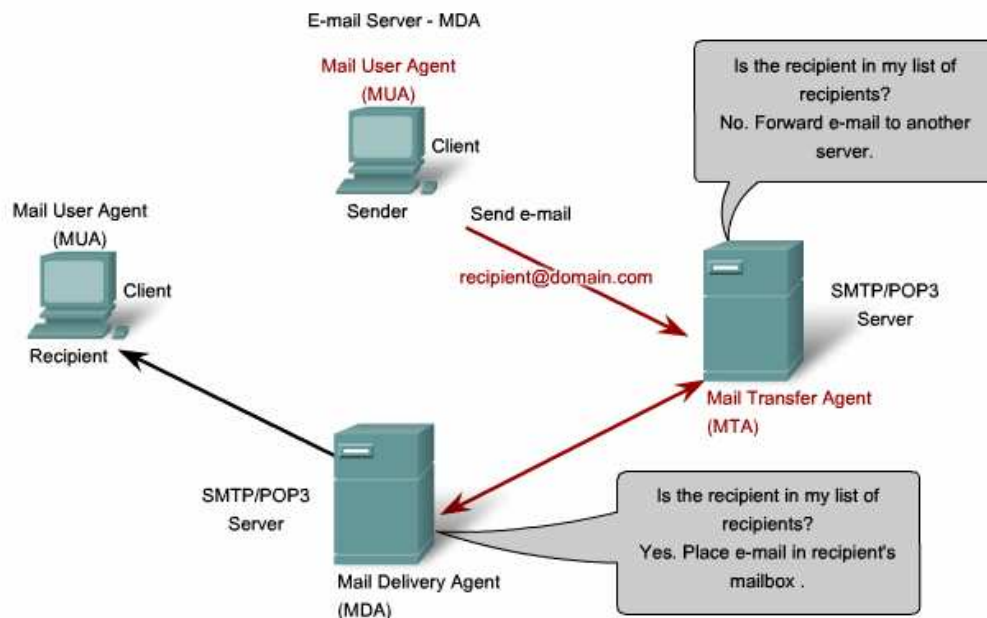 E-mail Server - MDA
Mail User Agent
(MUA)
Client
Sender
Send e-mail
recipient@domain.com
Is the recipient in my list of
recipients?
No. Forward e-mail to another
server.
SMTP/POP3
Server
Mail Transfer Agent
(MTA)
Mail User Agent
(MUA)
Client
Recipient
SMTP/POP3
Server
Mail Delivery Agent
(MDA)
Is the recipient in my list of
recipients?
Yes. Place e-mail in recipient's
mailbox .